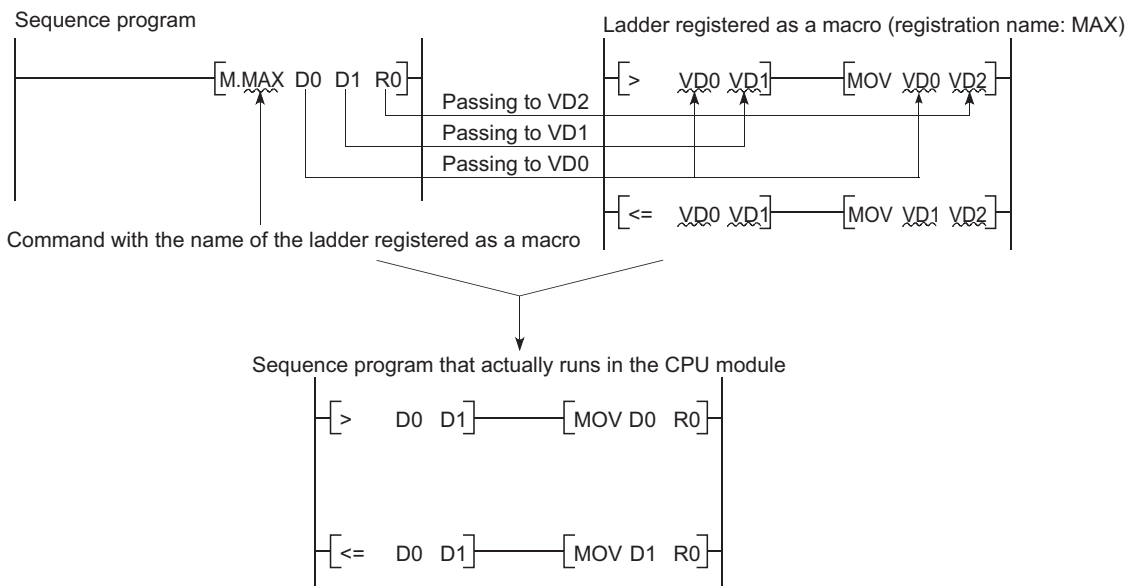 Sequence program
Ladder registered as a macro (registration name: MAX)
M.MAX D0 D1 R0
> VD0 VD1 MOV VD0 VD2
Passing to VD2
Passing to VD1
Passing to VD0
<= VD0 VD1 MOV VD1 VD2
Command with the name of the ladder registered as a macro
Sequence program that actually runs in the CPU module
> D0 D1 MOV D0 R0
<= D0 D1 MOV D1 R0